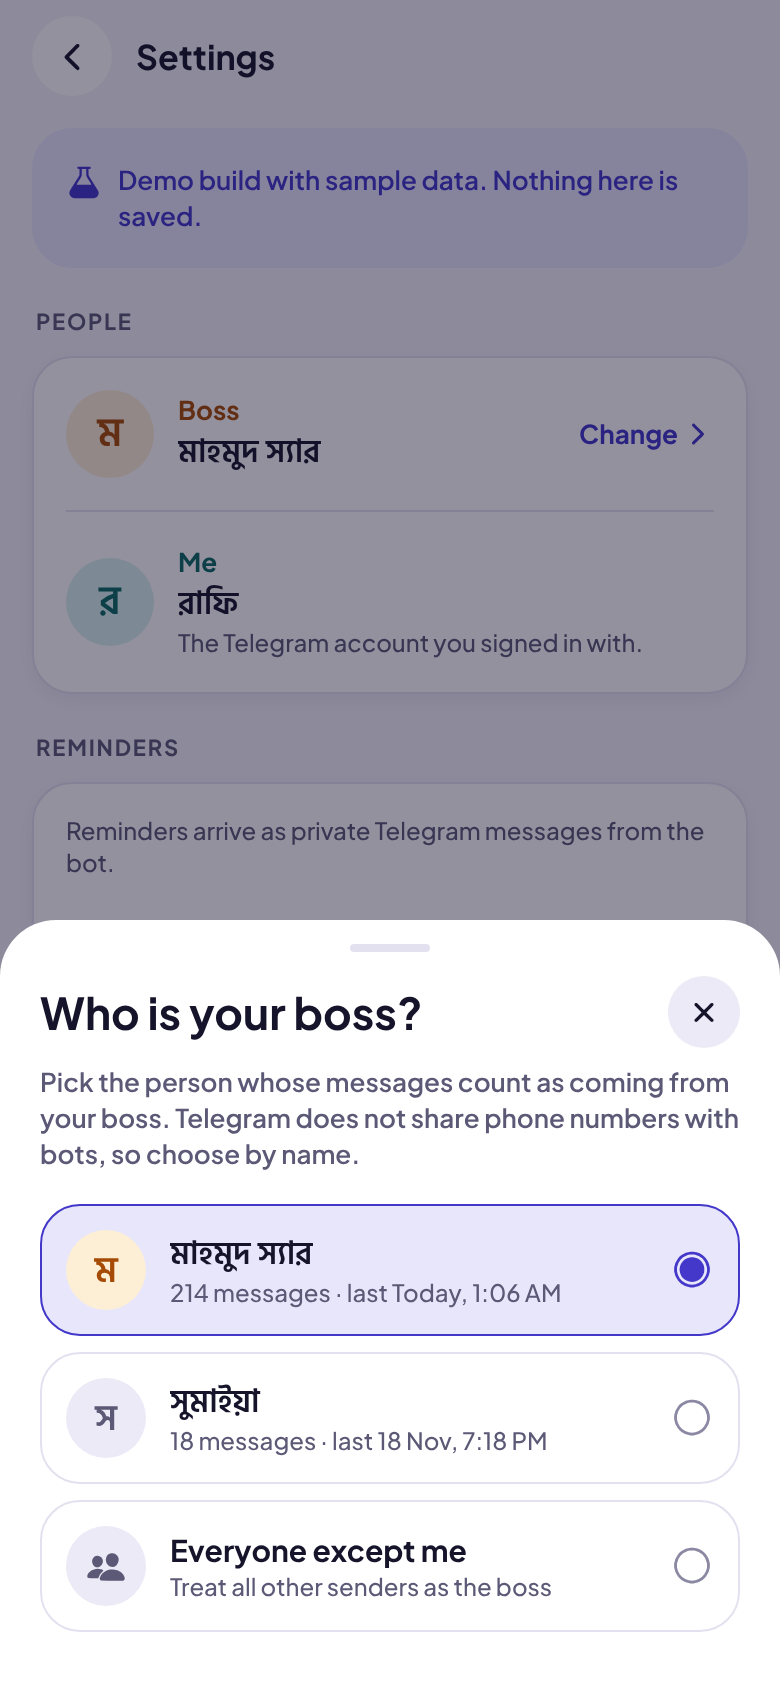 Settings
Demo build with sample data. Nothing here is
saved.
PEOPLE
ম
Boss
মাহমুদ স্যার
Change
র
Me
রাফি
The Telegram account you signed in with.
REMINDERS
Reminders arrive as private Telegram messages from the
bot.
Who is your boss?
Pick the person whose messages count as coming from
your boss. Telegram does not share phone numbers with
bots, so choose by name.
ম
মাহমুদ স্যার
214 messages · last Today, 1:06 AM
স
সুমাইয়া
18 messages · last 18 Nov, 7:18 PM
Everyone except me
Treat all other senders as the boss